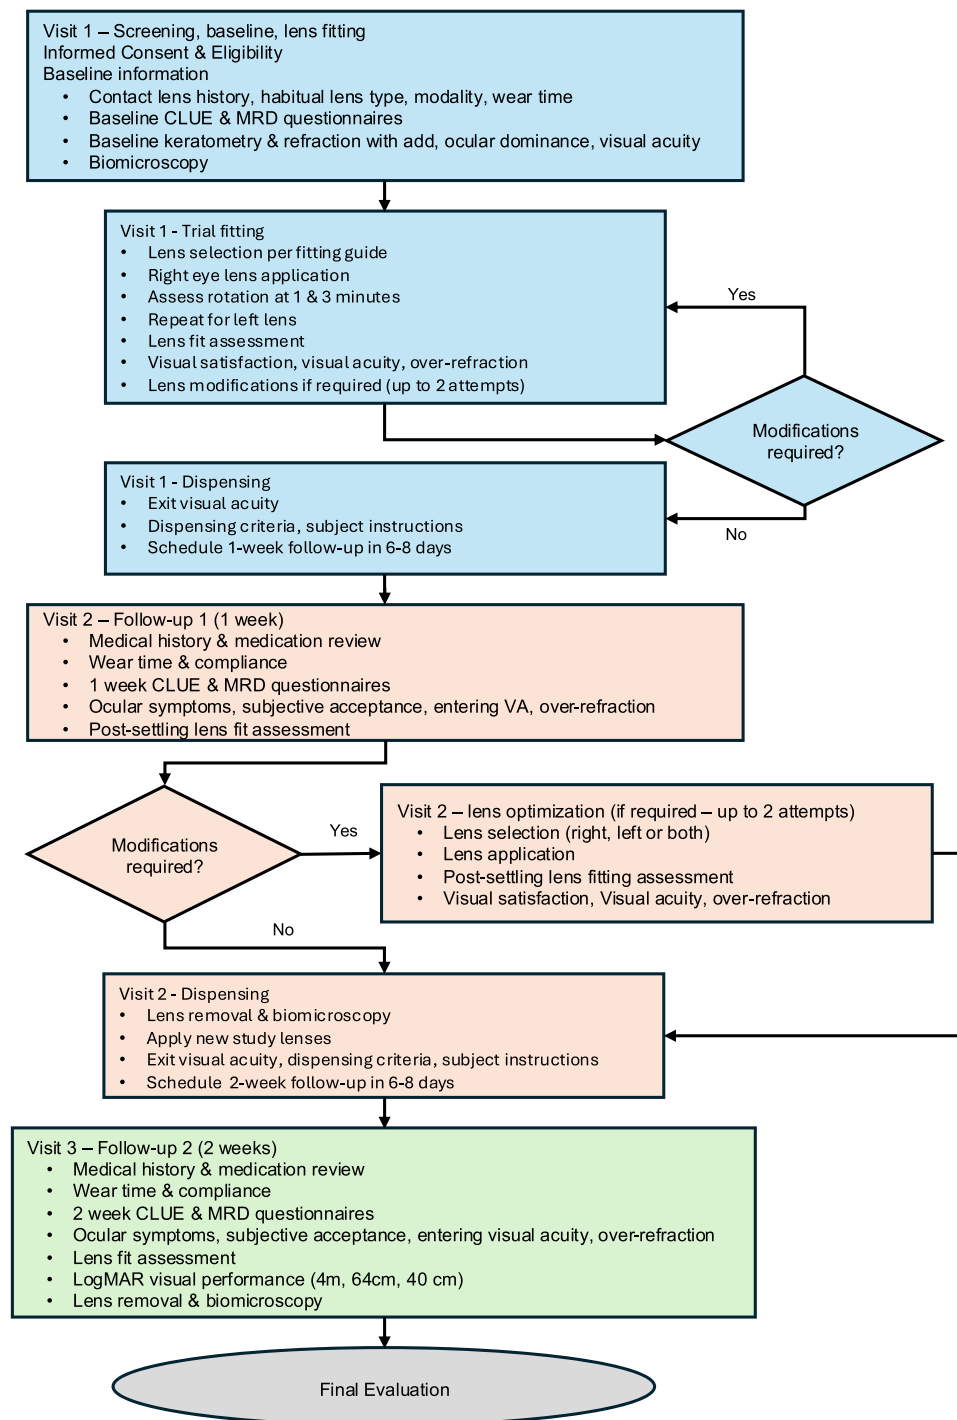 Visit 1 – Screening, baseline, lens fitting
Informed Consent & Eligibility
Baseline information
• Contact lens history, habitual lens type, modality, wear time
• Baseline CLUE & MRD questionnaires
• Baseline keratometry & refraction with add, ocular dominance, visual acuity
• Biomicroscopy
Visit 1 - Trial fitting
• Lens selection per fitting guide
• Right eye lens application
• Assess rotation at 1 & 3 minutes
• Repeat for left lens
• Lens fit assessment
• Visual satisfaction, visual acuity, over-refraction
• Lens modifications if required (up to 2 attempts)
Yes
Modifications
required?
No
Visit 1 - Dispensing
• Exit visual acuity
• Dispensing criteria, subject instructions
• Schedule 1-week follow-up in 6-8 days
Visit 2 – Follow-up 1 (1 week)
• Medical history & medication review
• Wear time & compliance
• 1 week CLUE & MRD questionnaires
• Ocular symptoms, subjective acceptance, entering VA, over-refraction
• Post-settling lens fit assessment
Modifications
required?
Yes
No
Visit 2 – lens optimization (if required – up to 2 attempts)
• Lens selection (right, left or both)
• Lens application
• Post-settling lens fitting assessment
• Visual satisfaction, Visual acuity, over-refraction
Visit 2 - Dispensing
• Lens removal & biomicroscopy
• Apply new study lenses
• Exit visual acuity, dispensing criteria, subject instructions
• Schedule 2-week follow-up in 6-8 days
Visit 3 – Follow-up 2 (2 weeks)
• Medical history & medication review
• Wear time & compliance
• 2 week CLUE & MRD questionnaires
• Ocular symptoms, subjective acceptance, entering visual acuity, over-refraction
• Lens fit assessment
• LogMAR visual performance (4m, 64cm, 40 cm)
• Lens removal & biomicroscopy
Final Evaluation